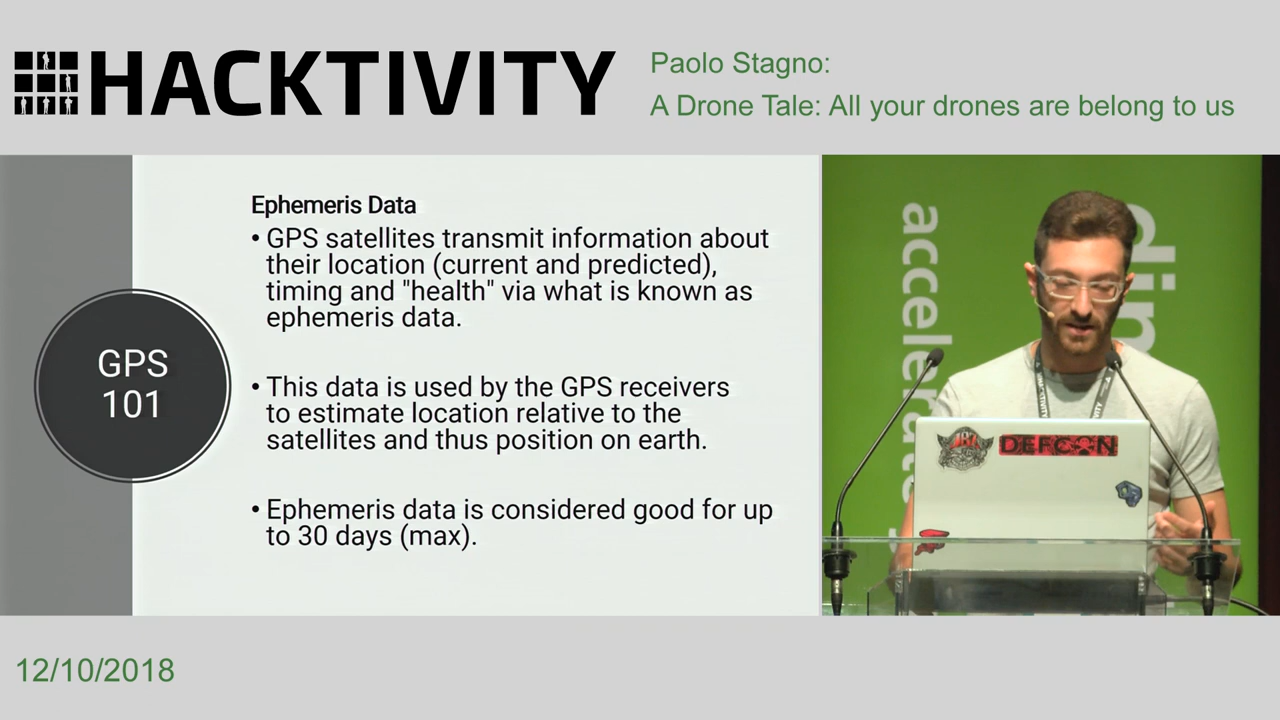 HACKTIVITY
Paolo Stagno:
A Drone Tale: All your drones are belong to us
GPS
101
Ephemeris Data
• GPS satellites transmit information about
their location (current and predicted),
timing and "health" via what is known as
ephemeris data.
• This data is used by the GPS receivers
to estimate location relative to the
satellites and thus position on earth.
• Ephemeris data is considered good for up
to 30 days (max).
accelerate
din
DEFCON
12/10/2018